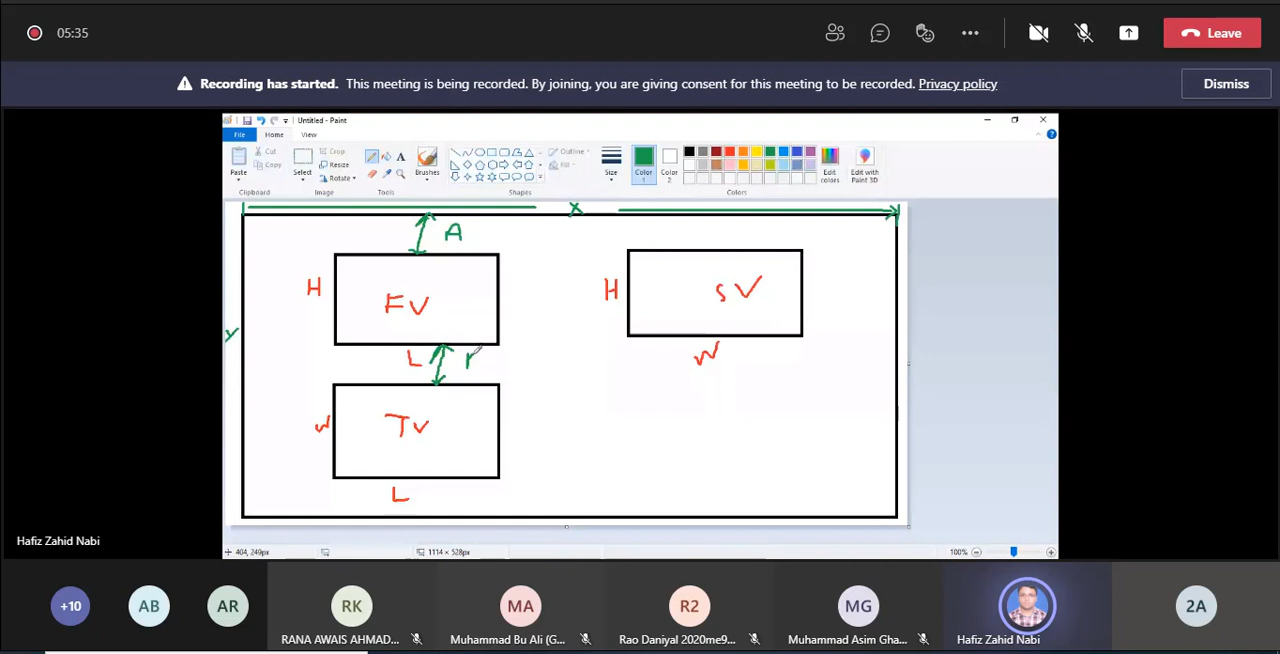 05:35
Leave
Recording has started. This meeting is being recorded. By joining, you are giving consent for this meeting to be recorded. Privacy policy
Dismiss
Untitled - Paint
File Home View
Paste
Cut
Copy
Clipboard
Select
Crop
Resize
Rotate
Image
A
Tools
Brushes
Outline
Fill
Shapes
Size
Color 1
Color 2
Edit colors
Colors
Edit with Paint 3D
X
A
H
FV
L
H
SV
W
Y
W
TV
L
404, 249px
1114 × 528px
100%
Hafiz Zahid Nabi
+10
AB
AR
RK
RANA AWAIS AHMAD...
MA
Muhammad Bu Ali (G...
R2
Rao Daniyal 2020me9...
MG
Muhammad Asim Gha...
Hafiz Zahid Nabi
2A